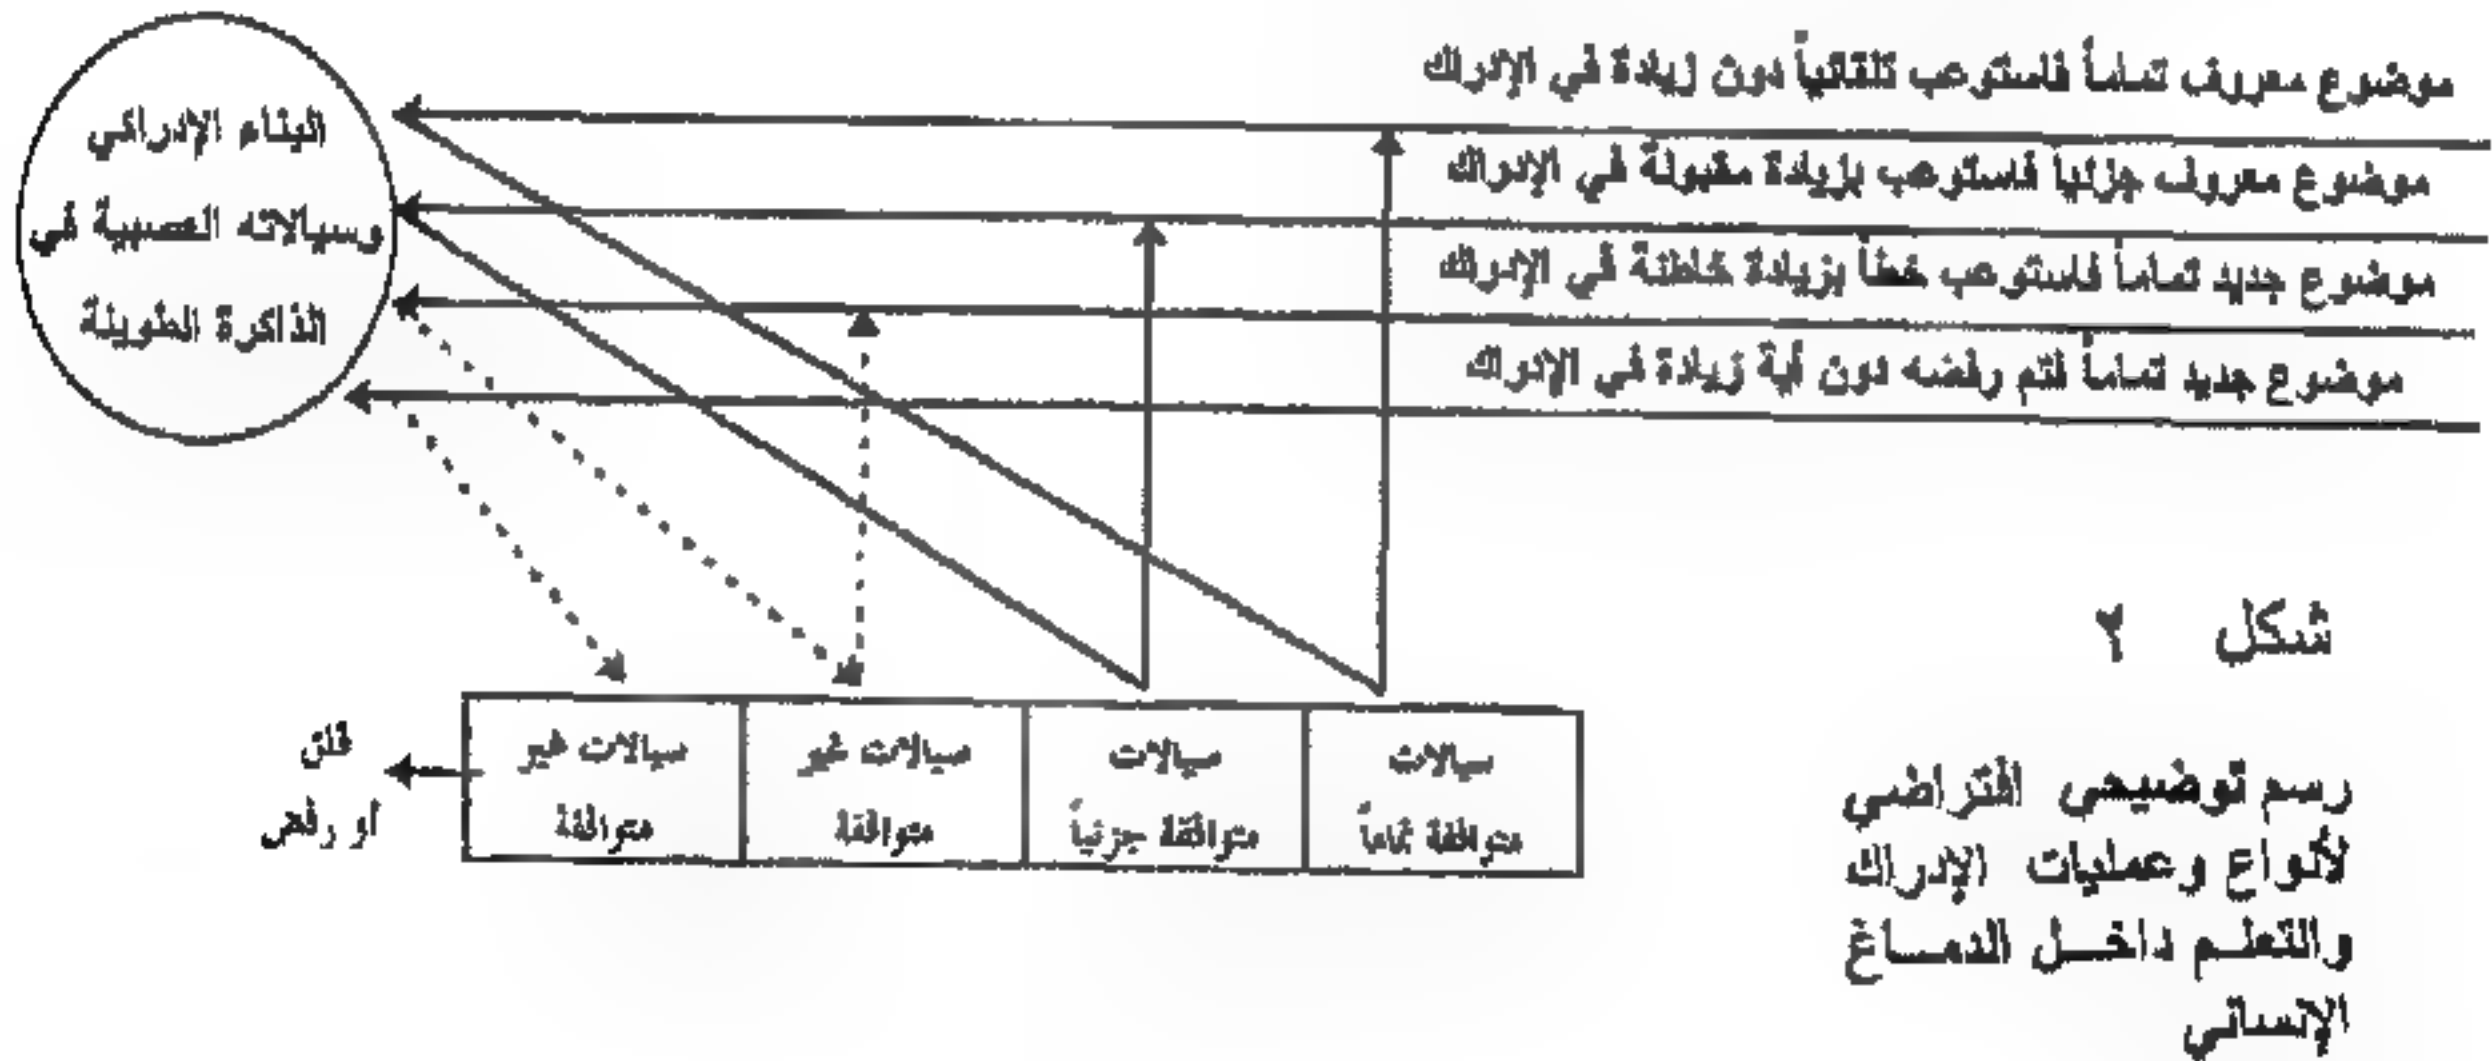 موضوع معروف تماماً فاستوعب تلقائياً دون زيادة في الإدراك
موضوع معروف جزئياً فاستوعب بزيادة مقبولة في الإدراك
موضوع جديد تماماً فاستوعب خطأً بزيادة خاطئة في الإدراك
موضوع جديد تماماً فتم رفضه دون أية زيادة في الإدراك
البناء الإدراكي
وسيالاته العصبية في
الذاكرة الطويلة
سيالات
متوافقة تماماً
سيالات
متوافقة جزئياً
سيالات غير
متوافقة
سيالات غير
متوافقة
قلق
أو رفض
شكل ٢
رسم توضيحي افتراضي
لأنواع وعمليات الإدراك
والتعلم داخل الدماغ
الإنساني